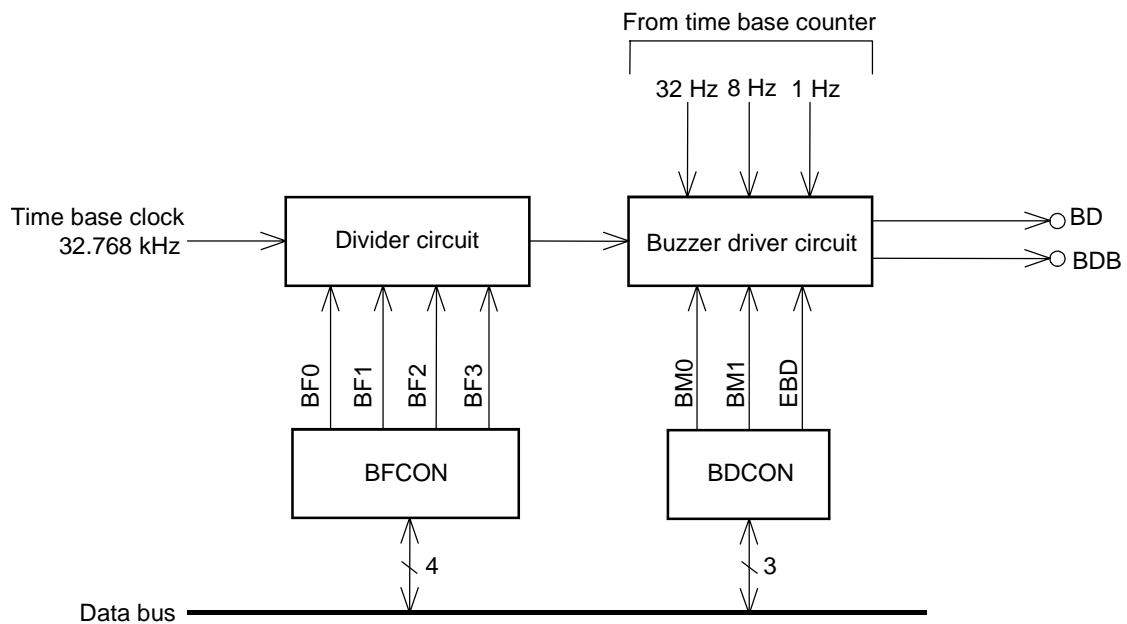 From time base counter
32 Hz 8 Hz 1 Hz
Time base clock
32.768 kHz
Divider circuit
Buzzer driver circuit
BD
BDB
BF0
BF1
BF2
BF3
BM0
BM1
EBD
BFCON
BDCON
4
3
Data bus